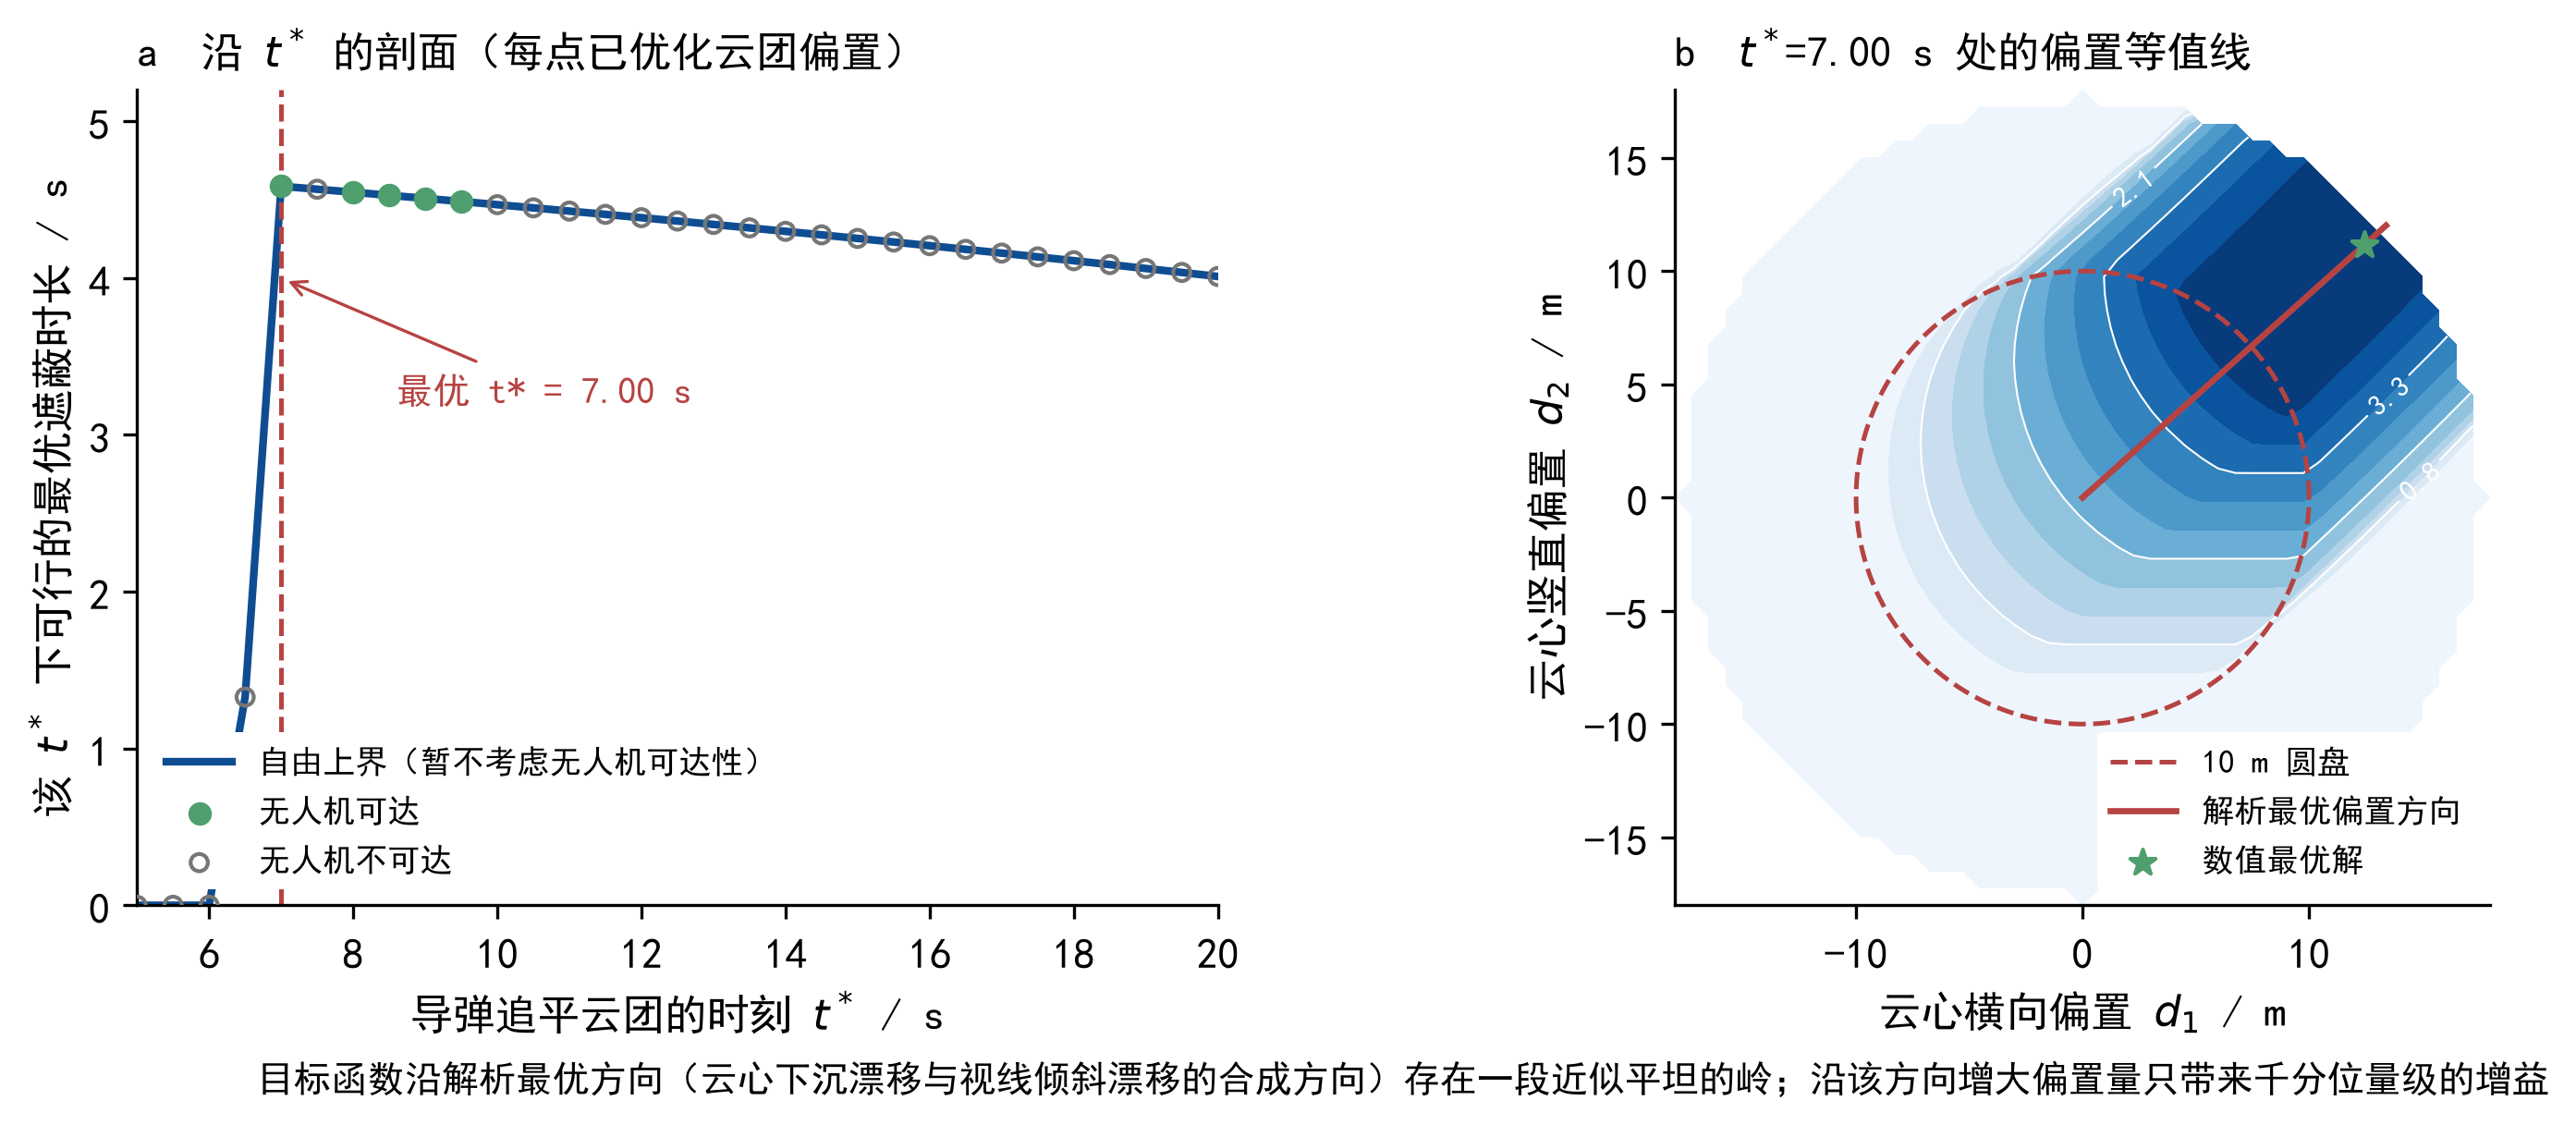 a 沿 t* 的剖面（每点已优化云团偏置）
该 t* 下可行的最优遮蔽时长 / s
5
4
3
2
1
0
最优 t* = 7.00 s
自由上界（暂不考虑无人机可达性）
无人机可达
无人机不可达
6 8 10 12 14 16 18 20
导弹追平云团的时刻 t* / s
b t*=7.00 s 处的偏置等值线
云心竖直偏置 d₂ / m
15
10
5
0
−5
−10
−15
2.1
3.3
0.8
10 m 圆盘
解析最优偏置方向
数值最优解
−10 0 10
云心横向偏置 d₁ / m
目标函数沿解析最优方向（云心下沉漂移与视线倾斜漂移的合成方向）存在一段近似平坦的岭；沿该方向增大偏置量只带来千分位量级的增益